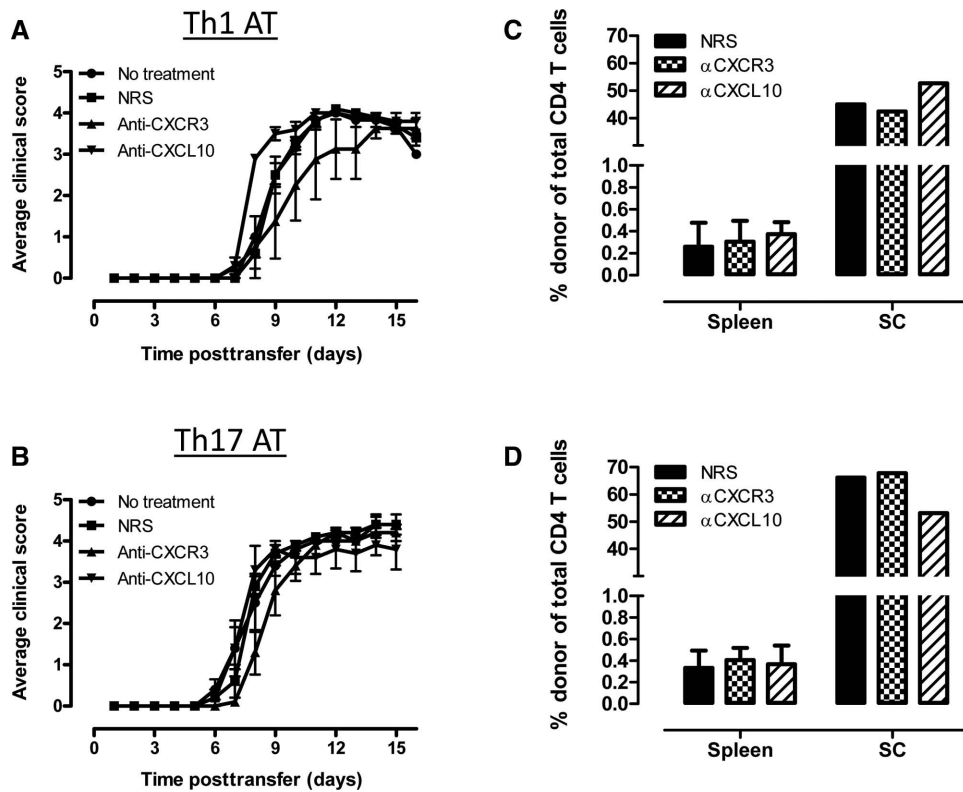 A
Th1 AT
No treatment
NRS
Anti-CXCR3
Anti-CXCL10
Average clinical score
5
4
3
2
1
0
0 3 6 9 12 15
Time posttransfer (days)
B
Th17 AT
No treatment
NRS
Anti-CXCR3
Anti-CXCL10
Average clinical score
5
4
3
2
1
0
0 3 6 9 12 15
Time posttransfer (days)
C
NRS
αCXCR3
αCXCL10
% donor of total CD4 T cells
70
60
50
40
1.0
0.8
0.6
0.4
0.2
0.0
Spleen SC
D
NRS
αCXCR3
αCXCL10
% donor of total CD4 T cells
70
60
50
40
1.0
0.8
0.6
0.4
0.2
0.0
Spleen SC